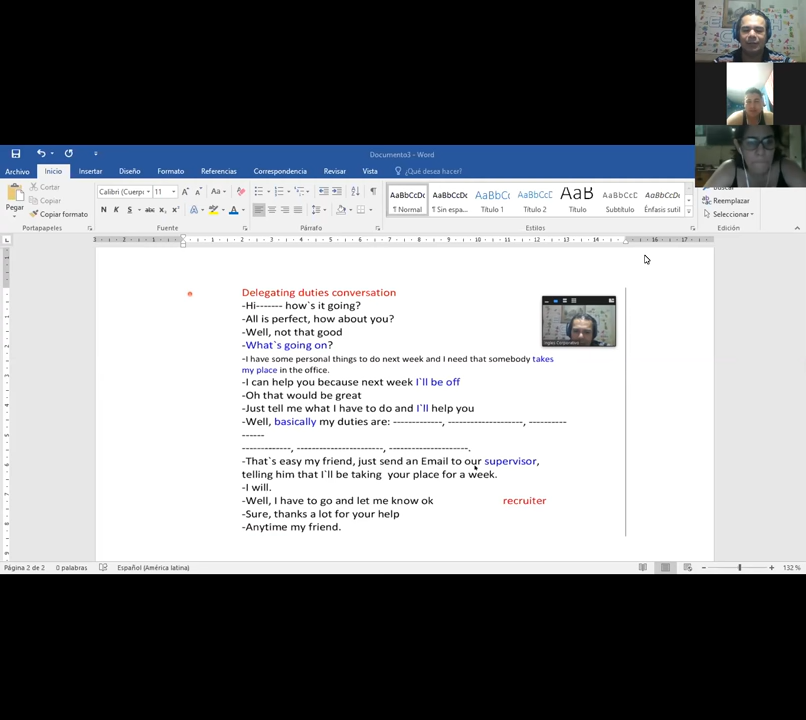 Documento3 - Word
Archivo Inicio Insertar Diseño Formato Referencias Correspondencia Revisar Vista ¿Qué desea hacer?
Pegar
Cortar
Copiar
Copiar formato
Calibri (Cuerp 11
Reemplazar
Seleccionar
AaBbCcDc AaBbCcDc AaBbCc AaBbCcC AaB AaBbCcC AaBbCcDc
¶ Normal ¶ Sin espa... Título 1 Título 2 Título Subtítulo Énfasis sutil
Portapapeles Fuente Párrafo Estilos Edición
Delegating duties conversation
-Hi------- how`s it going?
-All is perfect, how about you?
-Well, not that good
-What`s going on?
-I have some personal things to do next week and I need that somebody takes
my place in the office.
-I can help you because next week I`ll be off
-Oh that would be great
-Just tell me what I have to do and I`ll help you
-Well, basically my duties are: -------------, --------------------, ----------
------
-------------, -----------------------, ---------------------.
-That`s easy my friend, just send an Email to our supervisor,
telling him that I`ll be taking your place for a week.
-I will.
-Well, I have to go and let me know ok recruiter
-Sure, thanks a lot for your help
-Anytime my friend.
Página 2 de 2 0 palabras Español (América latina) 132 %